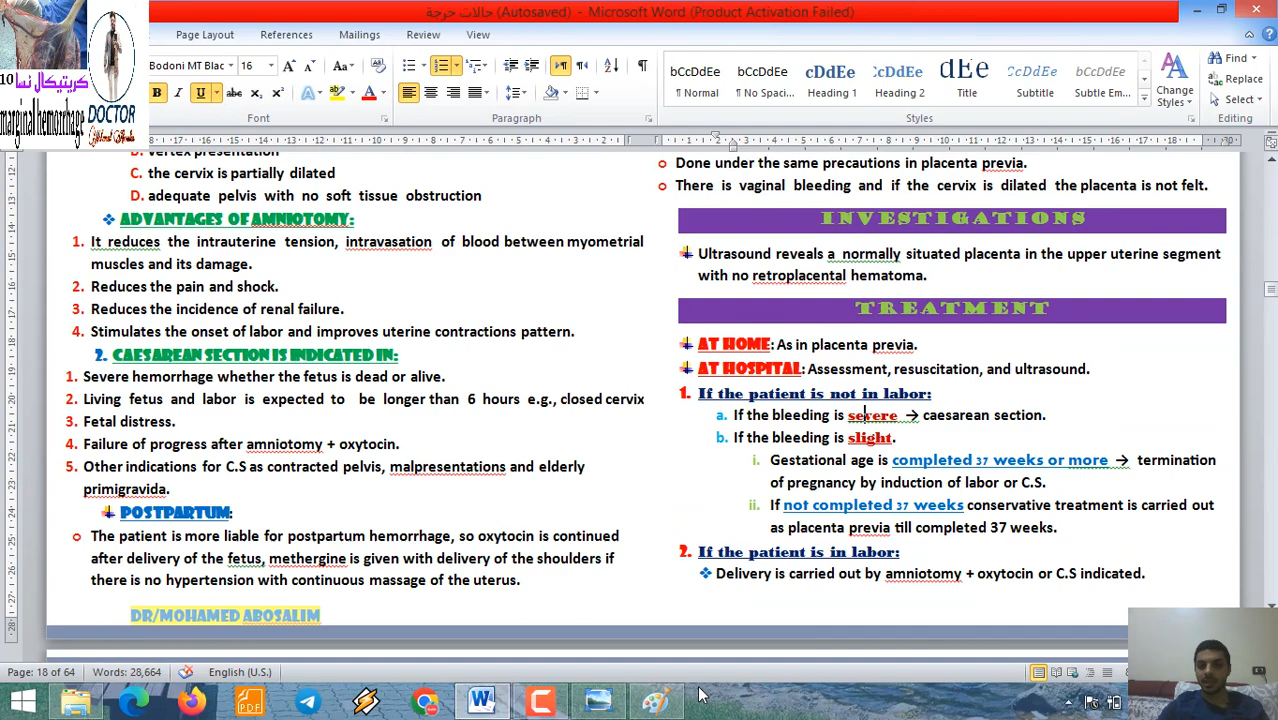 حالات حرجة (Autosaved) - Microsoft Word (Product Activation Failed)
Page Layout References Mailings Review View
Bodoni MT Blac 16
Find
Replace
Select
Change Styles
bCcDdEe bCcDdEe cDdEe CcDdEe dEe CcDdEe bCcDdEe
¶ Normal ¶ No Spaci... Heading 1 Heading 2 Title Subtitle Subtle Em...
Font Paragraph Styles Editing
10
كريتيكال نسا
marginal hemorrhage
DOCTOR
vertex presentation
C. the cervix is partially dilated
D. adequate pelvis with no soft tissue obstruction
ADVANTAGES OF AMNIOTOMY:
1. It reduces the intrauterine tension, intravasation of blood between myometrial
muscles and its damage.
2. Reduces the pain and shock.
3. Reduces the incidence of renal failure.
4. Stimulates the onset of labor and improves uterine contractions pattern.
2. CAESAREAN SECTION IS INDICATED IN:
1. Severe hemorrhage whether the fetus is dead or alive.
2. Living fetus and labor is expected to be longer than 6 hours e.g., closed cervix
3. Fetal distress.
4. Failure of progress after amniotomy + oxytocin.
5. Other indications for C.S as contracted pelvis, malpresentations and elderly
primigravida.
POSTPARTUM:
The patient is more liable for postpartum hemorrhage, so oxytocin is continued
after delivery of the fetus, methergine is given with delivery of the shoulders if
there is no hypertension with continuous massage of the uterus.
DR/MOHAMED ABOSALIM
Done under the same precautions in placenta previa.
There is vaginal bleeding and if the cervix is dilated the placenta is not felt.
INVESTIGATIONS
Ultrasound reveals a normally situated placenta in the upper uterine segment
with no retroplacental hematoma.
TREATMENT
AT HOME: As in placenta previa.
AT HOSPITAL: Assessment, resuscitation, and ultrasound.
1. If the patient is not in labor:
a. If the bleeding is severe → caesarean section.
b. If the bleeding is slight.
i. Gestational age is completed 37 weeks or more → termination
of pregnancy by induction of labor or C.S.
ii. If not completed 37 weeks conservative treatment is carried out
as placenta previa till completed 37 weeks.
2. If the patient is in labor:
Delivery is carried out by amniotomy + oxytocin or C.S indicated.
Page: 18 of 64 Words: 28,664 English (U.S.)